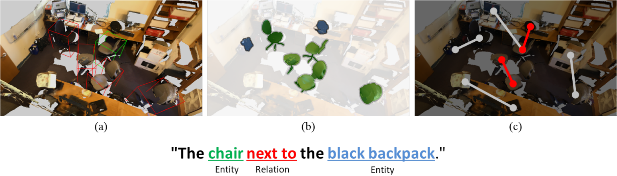 (a) (b) (c)
"The chair next to the black backpack."
Entity Relation Entity